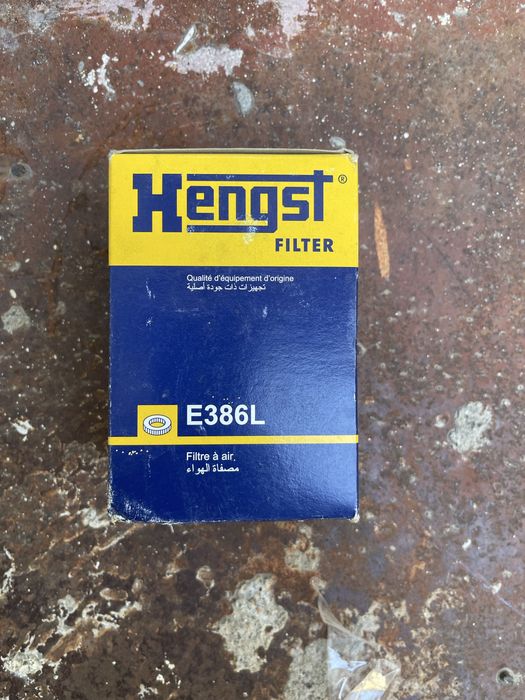 Hengst®
FILTER
Qualité d'équipement d'origine
تجهيزات ذات جودة أصلية
E386L
Filtre à air,
مصفاة الهواء